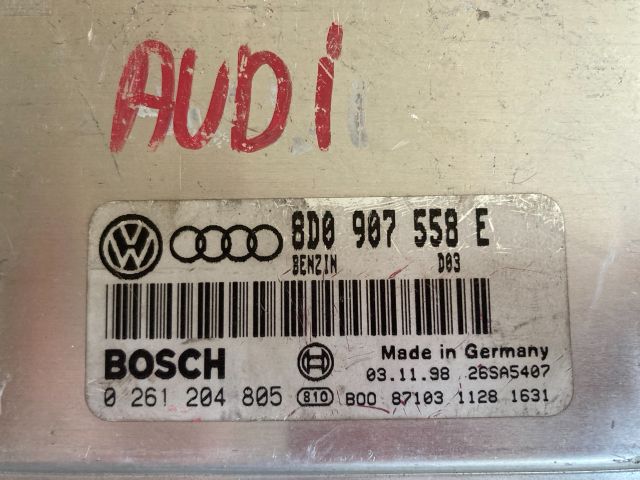 AUDi
8D0 907 558 E
BENZIN D03
BOSCH
Made in Germany
03.11.98 26SA5407
0 261 204 805 810 B00 87103 1128 1631